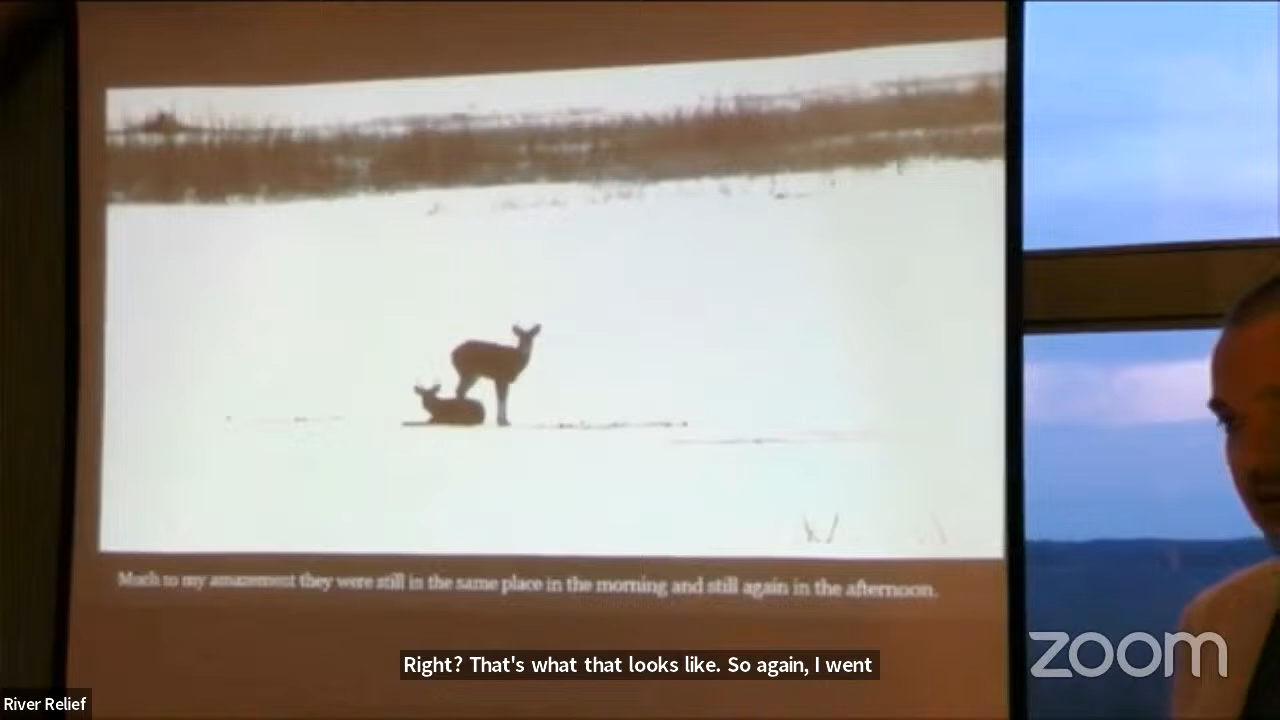 Much to my amazement they were still in the same place in the morning and still again in the afternoon.
Right? That's what that looks like. So again, I went
zoom
River Relief